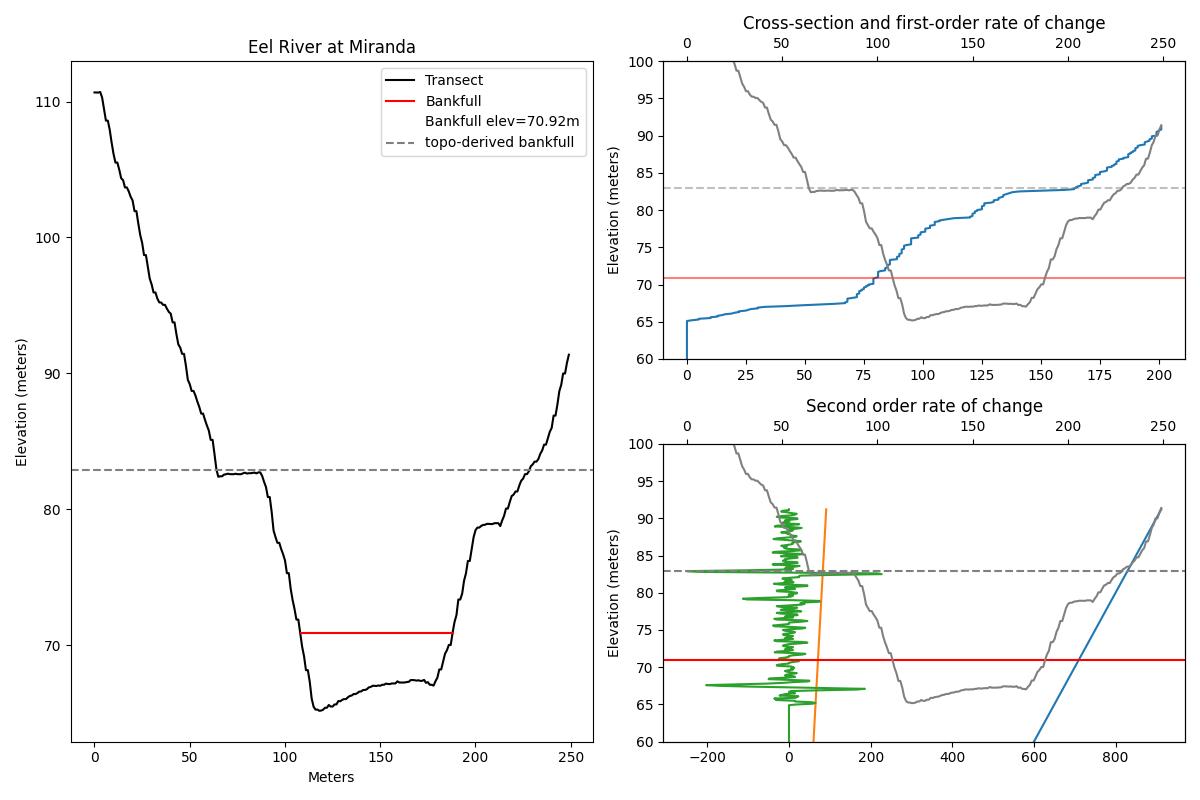 Eel River at Miranda
Transect
Bankfull
Bankfull elev=70.92m
topo-derived bankfull
110
100
90
80
70
Elevation (meters)
0 50 100 150 200 250
Meters
Cross-section and first-order rate of change
0 50 100 150 200 250
100
95
90
85
80
75
70
65
60
Elevation (meters)
0 25 50 75 100 125 150 175 200
Second order rate of change
0 50 100 150 200 250
100
95
90
85
80
75
70
65
60
Elevation (meters)
−200 0 200 400 600 800